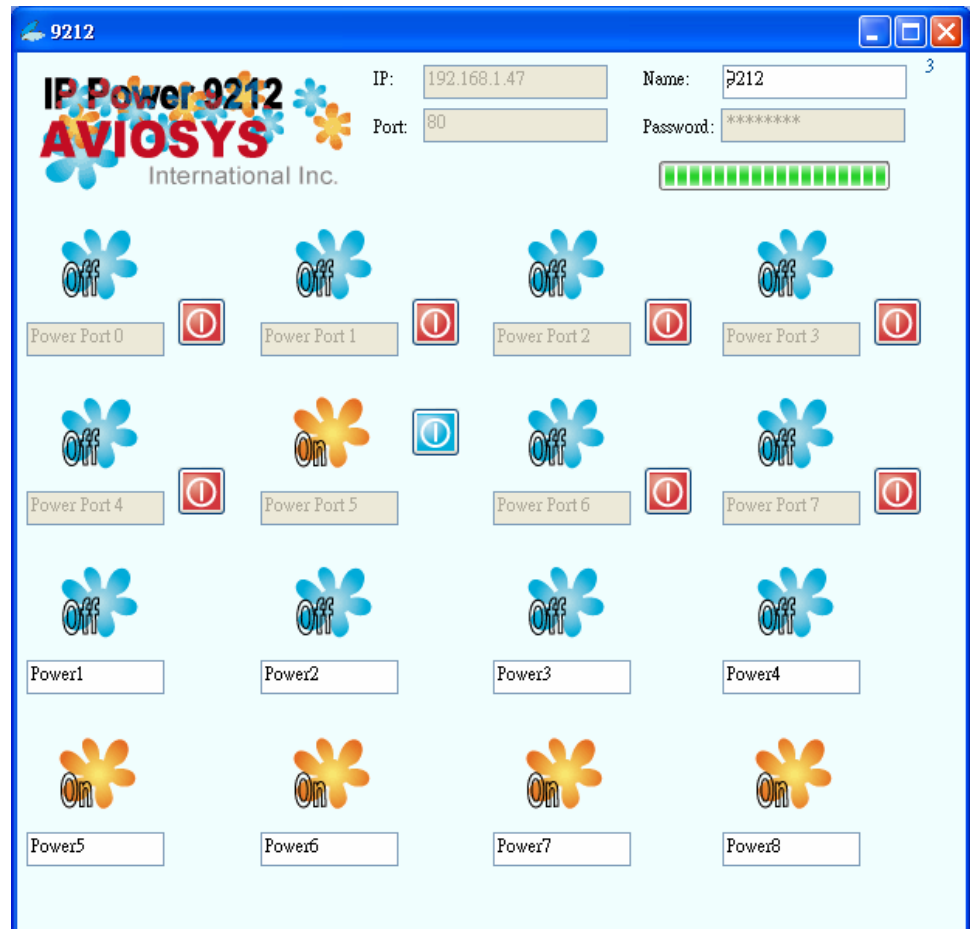 9212
IP Power 9212
AVIOSYS
International Inc.
IP: 192.168.1.47
Name: 9212
3
Port: 80
Password: ********
Off Off Off Off
Power Port 0 Power Port 1 Power Port 2 Power Port 3
Off On Off Off
Power Port 4 Power Port 5 Power Port 6 Power Port 7
Off Off Off Off
Power1 Power2 Power3 Power4
On On On On
Power5 Power6 Power7 Power8